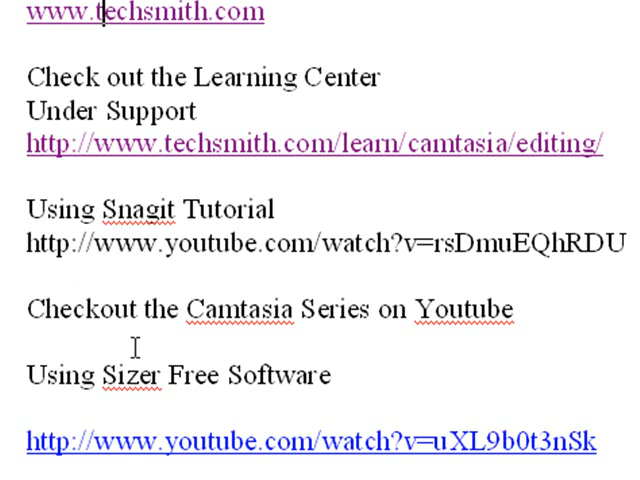 www.techsmith.com
Check out the Learning Center
Under Support
http://www.techsmith.com/learn/camtasia/editing/
Using Snagit Tutorial
http://www.youtube.com/watch?v=rsDmuEQhRDU
Checkout the Camtasia Series on Youtube
Using Sizer Free Software
http://www.youtube.com/watch?v=uXL9b0t3nSk